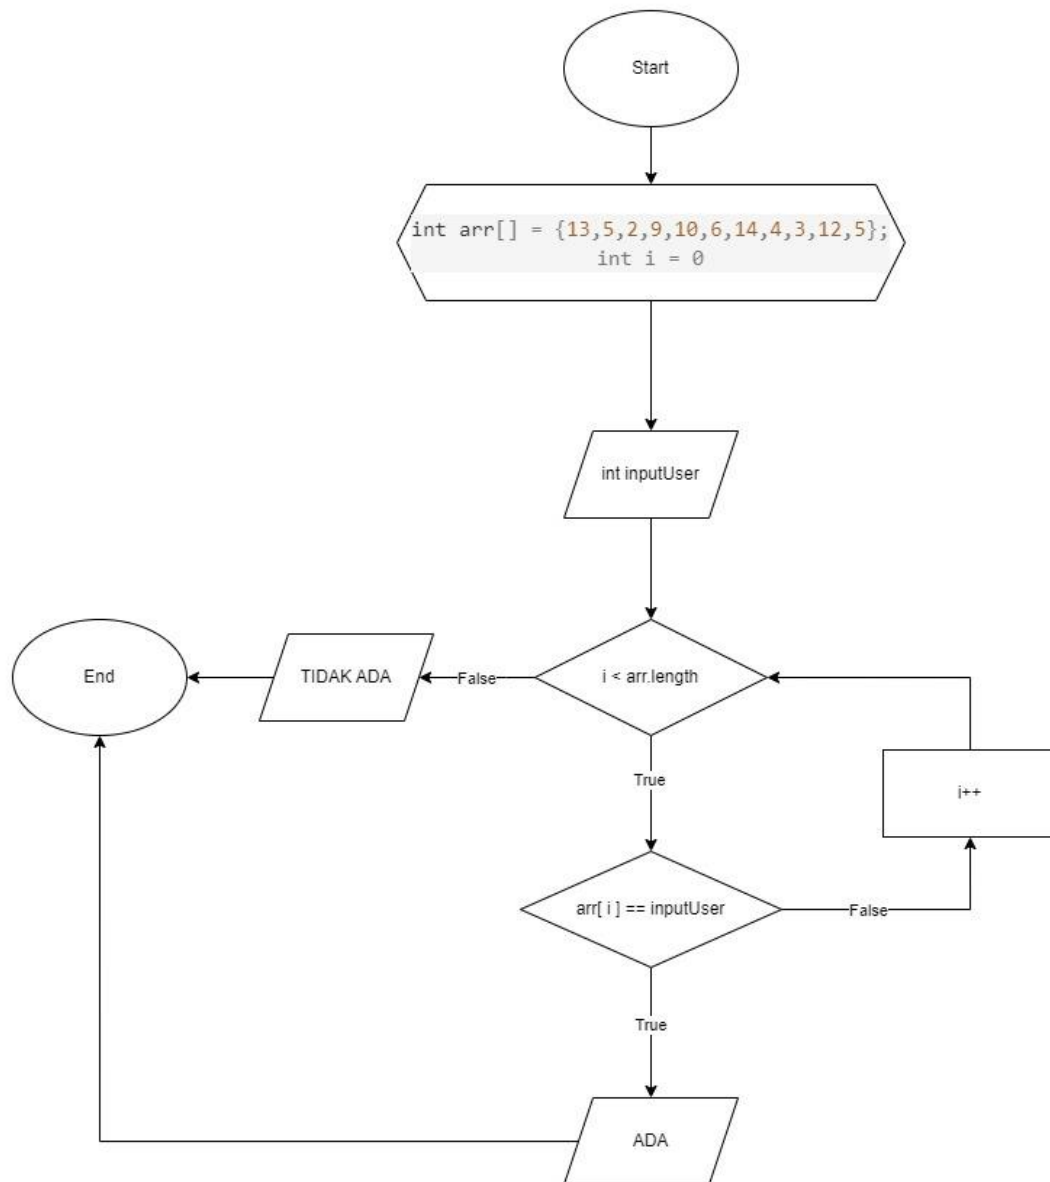 Start
int arr[] = {13,5,2,9,10,6,14,4,3,12,5};
int i = 0
int inputUser
End
TIDAK ADA
False
i < arr.length
True
i++
arr[ i ] == inputUser
False
True
ADA